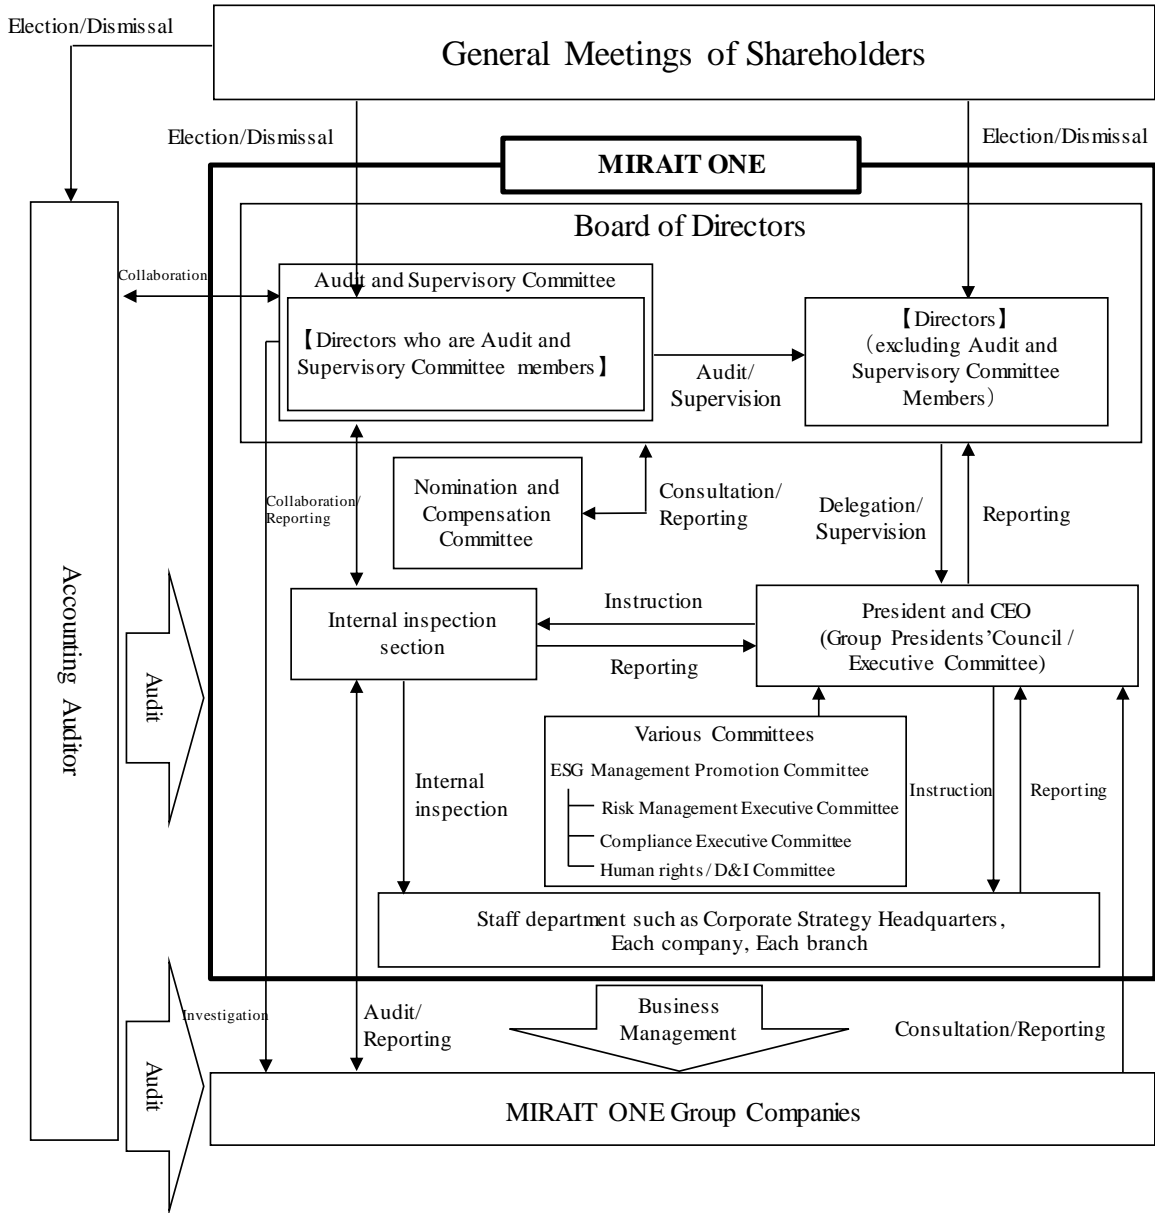 Election/Dismissal
General Meetings of Shareholders
Election/Dismissal
Election/Dismissal
MIRAIT ONE
Board of Directors
Collaboration
Audit and Supervisory Committee
【Directors who are Audit and
Supervisory Committee members】
Audit/
Supervision
【Directors】
（excluding Audit and
Supervisory Committee
Members）
Collaboration/
Reporting
Nomination and
Compensation
Committee
Consultation/
Reporting
Delegation/
Supervision
Reporting
Accounting Auditor
Audit
Internal inspection
section
Instruction
Reporting
President and CEO
(Group Presidents’Council /
Executive Committee)
Internal
inspection
Various Committees
ESG Management Promotion Committee
Risk Management Executive Committee
Compliance Executive Committee
Human rights / D&I Committee
Instruction
Reporting
Staff department such as Corporate Strategy Headquarters,
Each company, Each branch
Audit
Investigation
Audit/
Reporting
Business
Management
Consultation/Reporting
MIRAIT ONE Group Companies